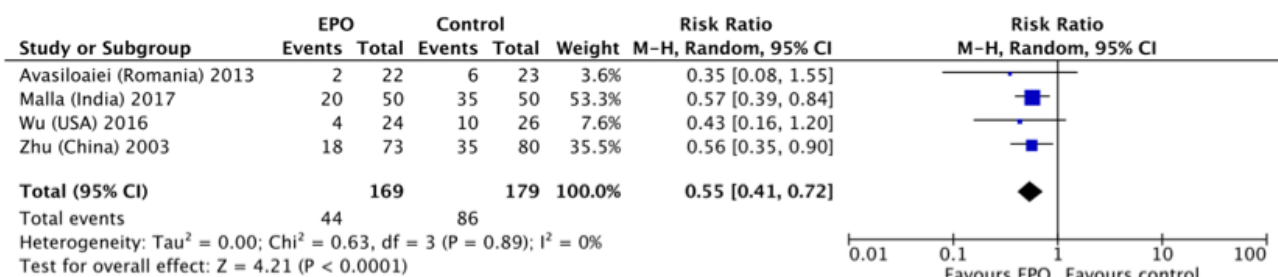 EPO Control Risk Ratio Risk Ratio
Study or Subgroup Events Total Events Total Weight M-H, Random, 95% CI M-H, Random, 95% CI
Avasiloaiei (Romania) 2013 2 22 6 23 3.6% 0.35 [0.08, 1.55]
Malla (India) 2017 20 50 35 50 53.3% 0.57 [0.39, 0.84]
Wu (USA) 2016 4 24 10 26 7.6% 0.43 [0.16, 1.20]
Zhu (China) 2003 18 73 35 80 35.5% 0.56 [0.35, 0.90]
Total (95% CI) 169 179 100.0% 0.55 [0.41, 0.72]
Total events 44 86
Heterogeneity: Tau² = 0.00; Chi² = 0.63, df = 3 (P = 0.89); I² = 0%
0.01 0.1 1 10 100
Test for overall effect: Z = 4.21 (P < 0.0001)
Favours EPO Favours control